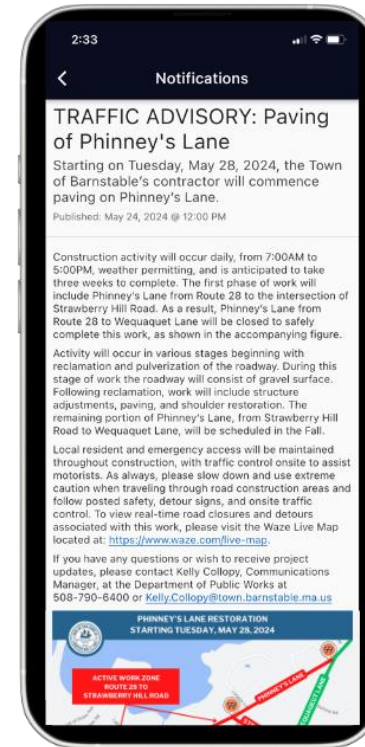 2:33
Notifications
TRAFFIC ADVISORY: Paving
of Phinney's Lane
Starting on Tuesday, May 28, 2024, the Town
of Barnstable's contractor will commence
paving on Phinney's Lane.
Published: May 24, 2024 @ 12:00 PM
Construction activity will occur daily, from 7:00AM to
5:00PM, weather permitting, and is anticipated to take
three weeks to complete. The first phase of work will
include Phinney's Lane from Route 28 to the intersection of
Strawberry Hill Road. As a result, Phinney's Lane from
Route 28 to Wequaquet Lane will be closed to safely
complete this work, as shown in the accompanying figure.
Activity will occur in various stages beginning with
reclamation and pulverization of the roadway. During this
stage of work the roadway will consist of gravel surface.
Following reclamation, work will include structure
adjustments, paving, and shoulder restoration. The
remaining portion of Phinney's Lane, from Strawberry Hill
Road to Wequaquet Lane, will be scheduled in the Fall.
Local resident and emergency access will be maintained
throughout construction, with traffic control onsite to assist
motorists. As always, please slow down and use extreme
caution when traveling through road construction areas and
follow posted safety, detour signs, and onsite traffic
control. To view real-time road closures and detours
associated with this work, please visit the Waze Live Map
located at: https://www.waze.com/live-map.
If you have any questions or wish to receive project
updates, please contact Kelly Collopy, Communications
Manager, at the Department of Public Works at
508-790-6400 or Kelly.Collopy@town.barnstable.ma.us
PHINNEY'S LANE RESTORATION
STARTING TUESDAY, MAY 28, 2024
ACTIVE WORK ZONE
ROUTE 28 TO
STRAWBERRY HILL ROAD
PHINNEY'S LANE